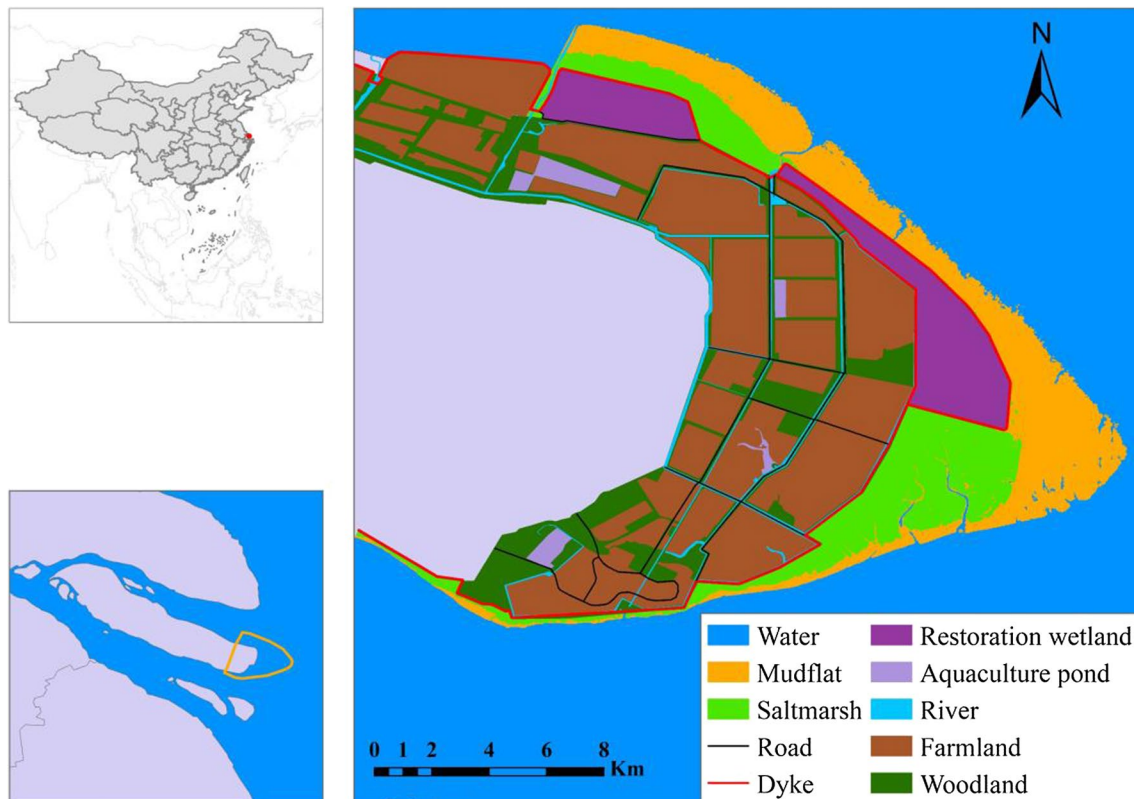 N
0 1 2 4 6 8
Km
Water
Mudflat
Saltmarsh
Road
Dyke
Restoration wetland
Aquaculture pond
River
Farmland
Woodland